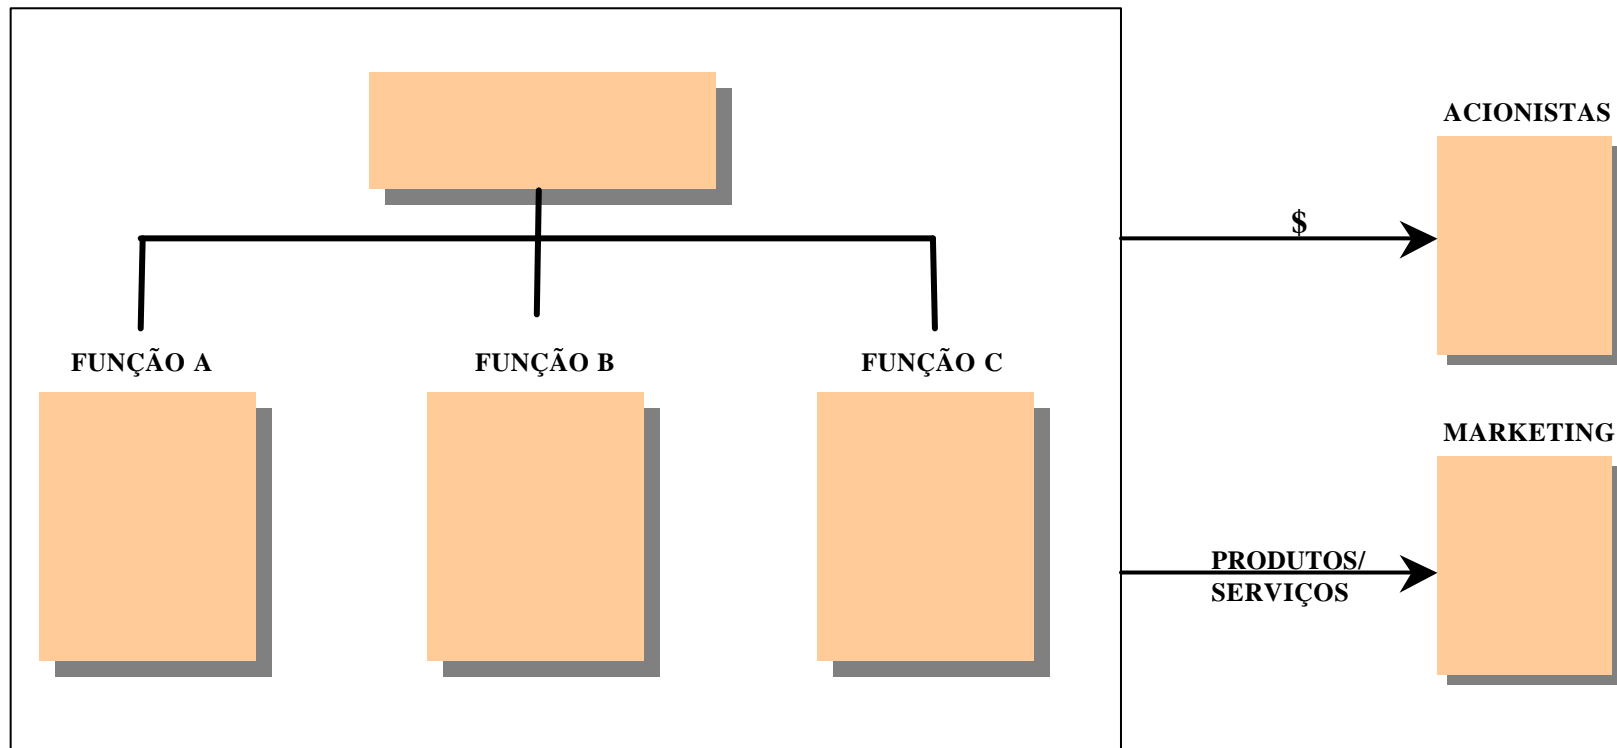 ACIONISTAS
$
FUNÇÃO A
FUNÇÃO B
FUNÇÃO C
MARKETING
PRODUTOS/
SERVIÇOS